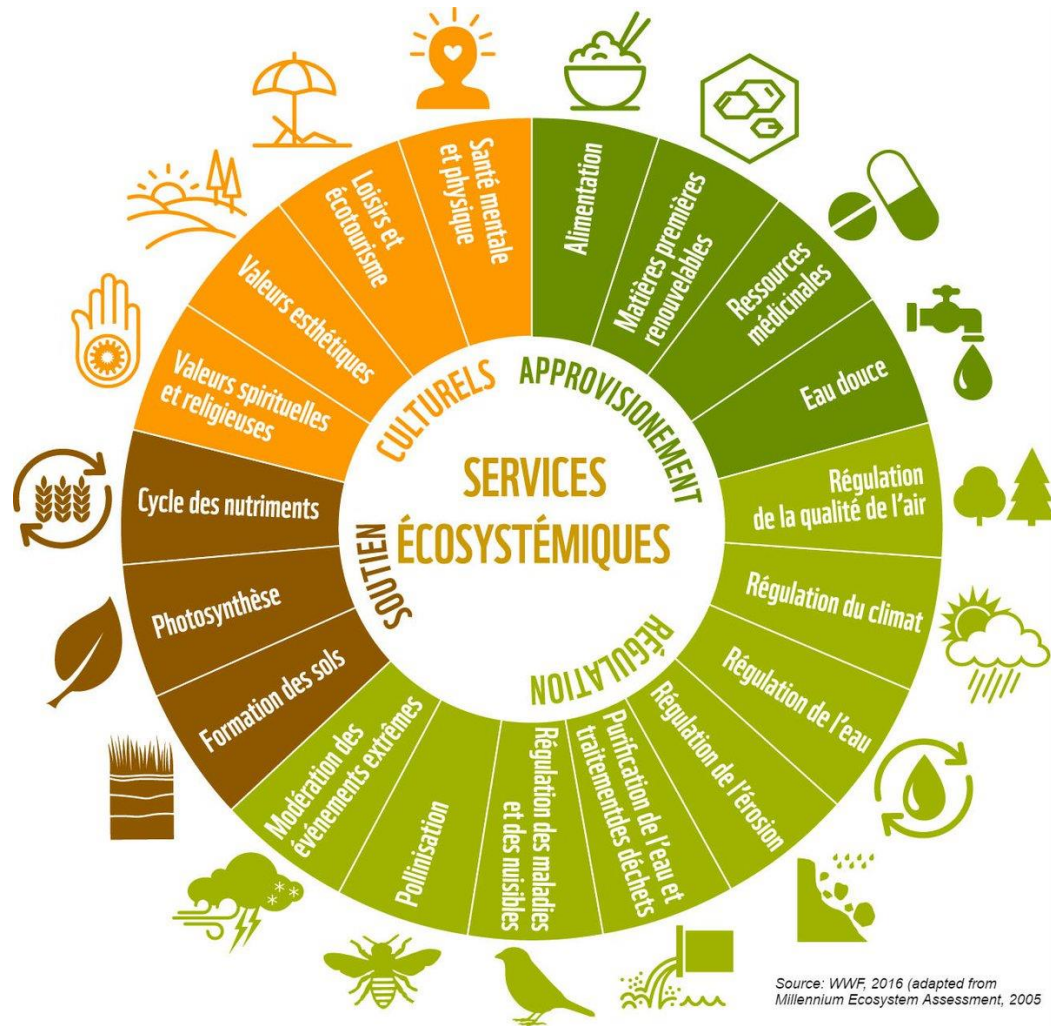 SERVICES
ÉCOSYSTÉMIQUES
APPROVISIONEMENT
Alimentation
Matières premières
renouvelables
Ressources
médicinales
Eau douce
RÉGULATION
Régulation
de la qualité de l'air
Régulation du climat
Régulation de l'eau
Régulation de l'érosion
Purification de l'eau et
traitementdes déchets
Régulation des maladies
et des nuisibles
Pollinisation
Modération des
événements extrêmes
SOUTIEN
Formation des sols
Photosynthèse
Cycle des nutriments
CULTURELS
Valeurs spirituelles
et religieuses
Valeurs esthétiques
Loisirs et
écotourisme
Santé mentale
et physique
Source: WWF, 2016 (adapted from
Millennium Ecosystem Assessment, 2005